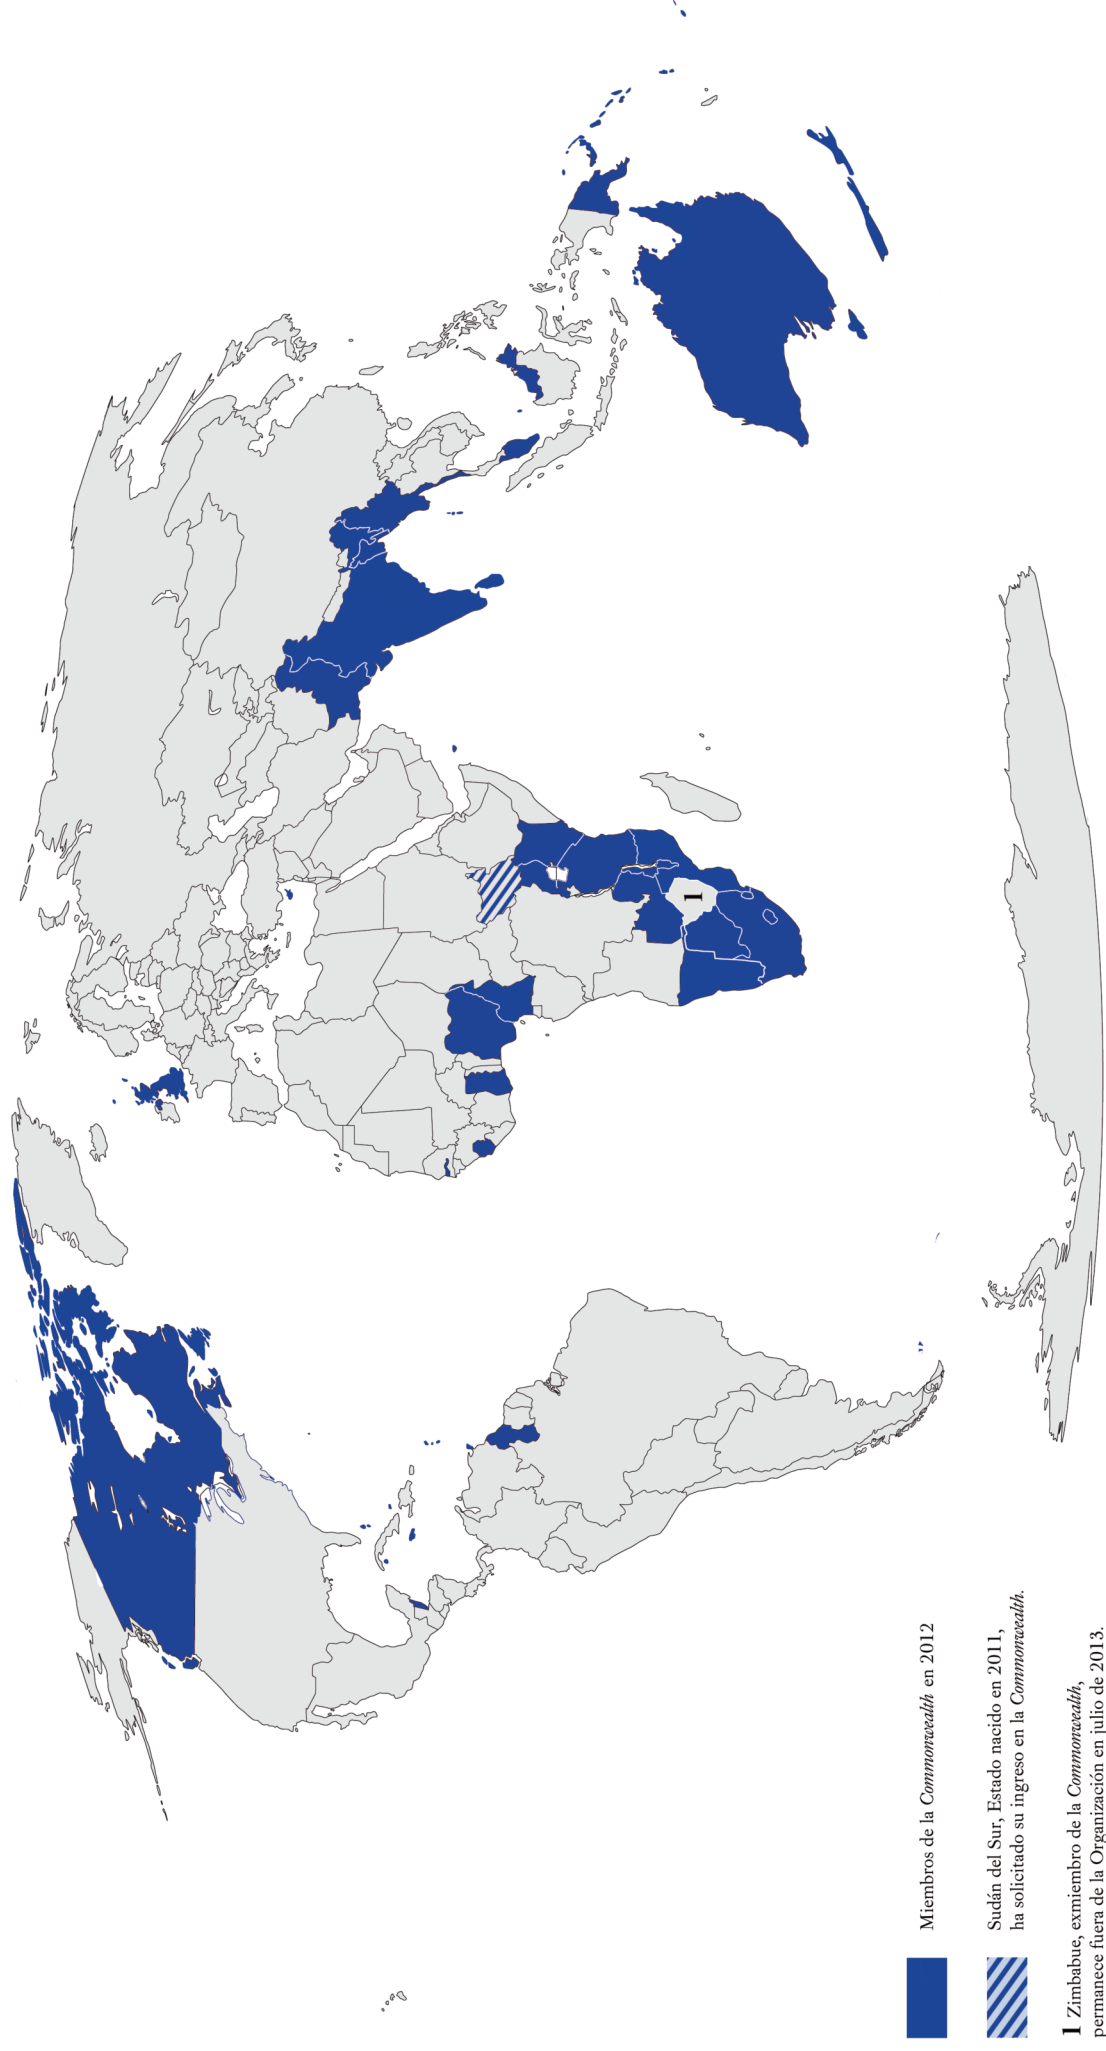 1
Miembros de la Commonwealth en 2012
Sudán del Sur, Estado nacido en 2011,
ha solicitado su ingreso en la Commonwealth.
1 Zimbabue, exmiembro de la Commonwealth,
permanece fuera de la Organización en julio de 2013.